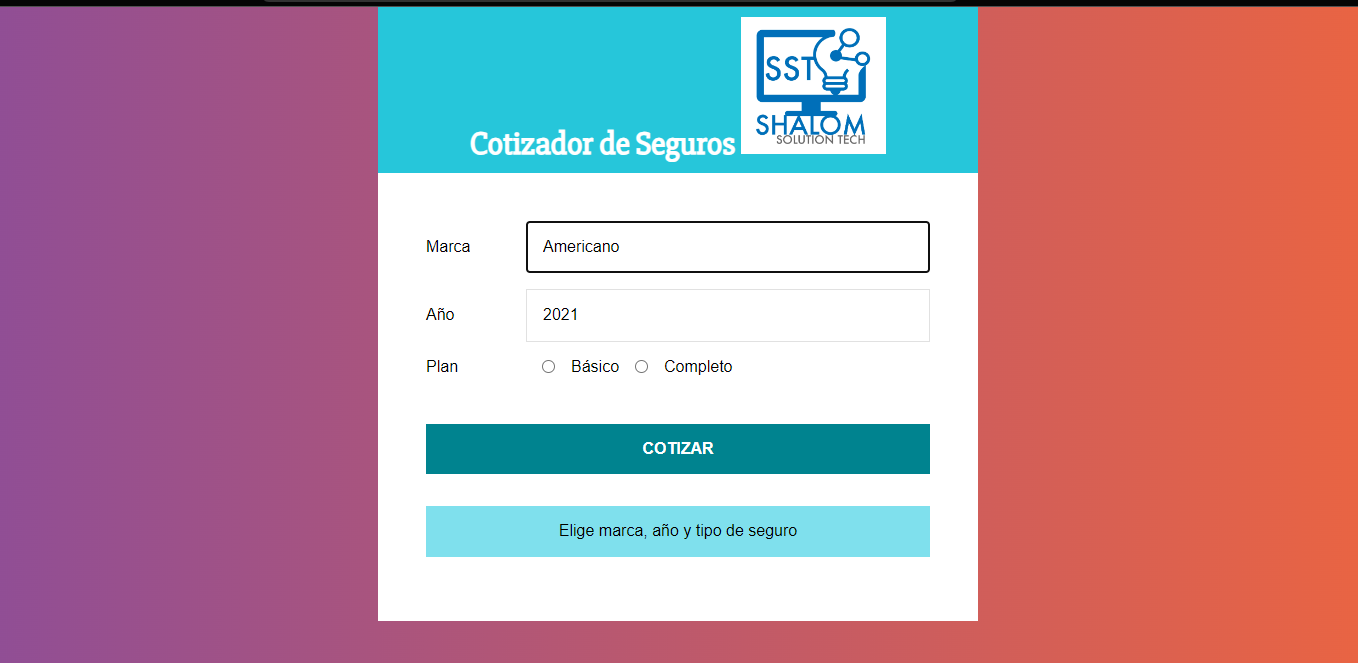 SST
SHALOM
SOLUTION TECH
Cotizador de Seguros
Marca Americano
Año 2021
Plan Básico Completo
COTIZAR
Elige marca, año y tipo de seguro